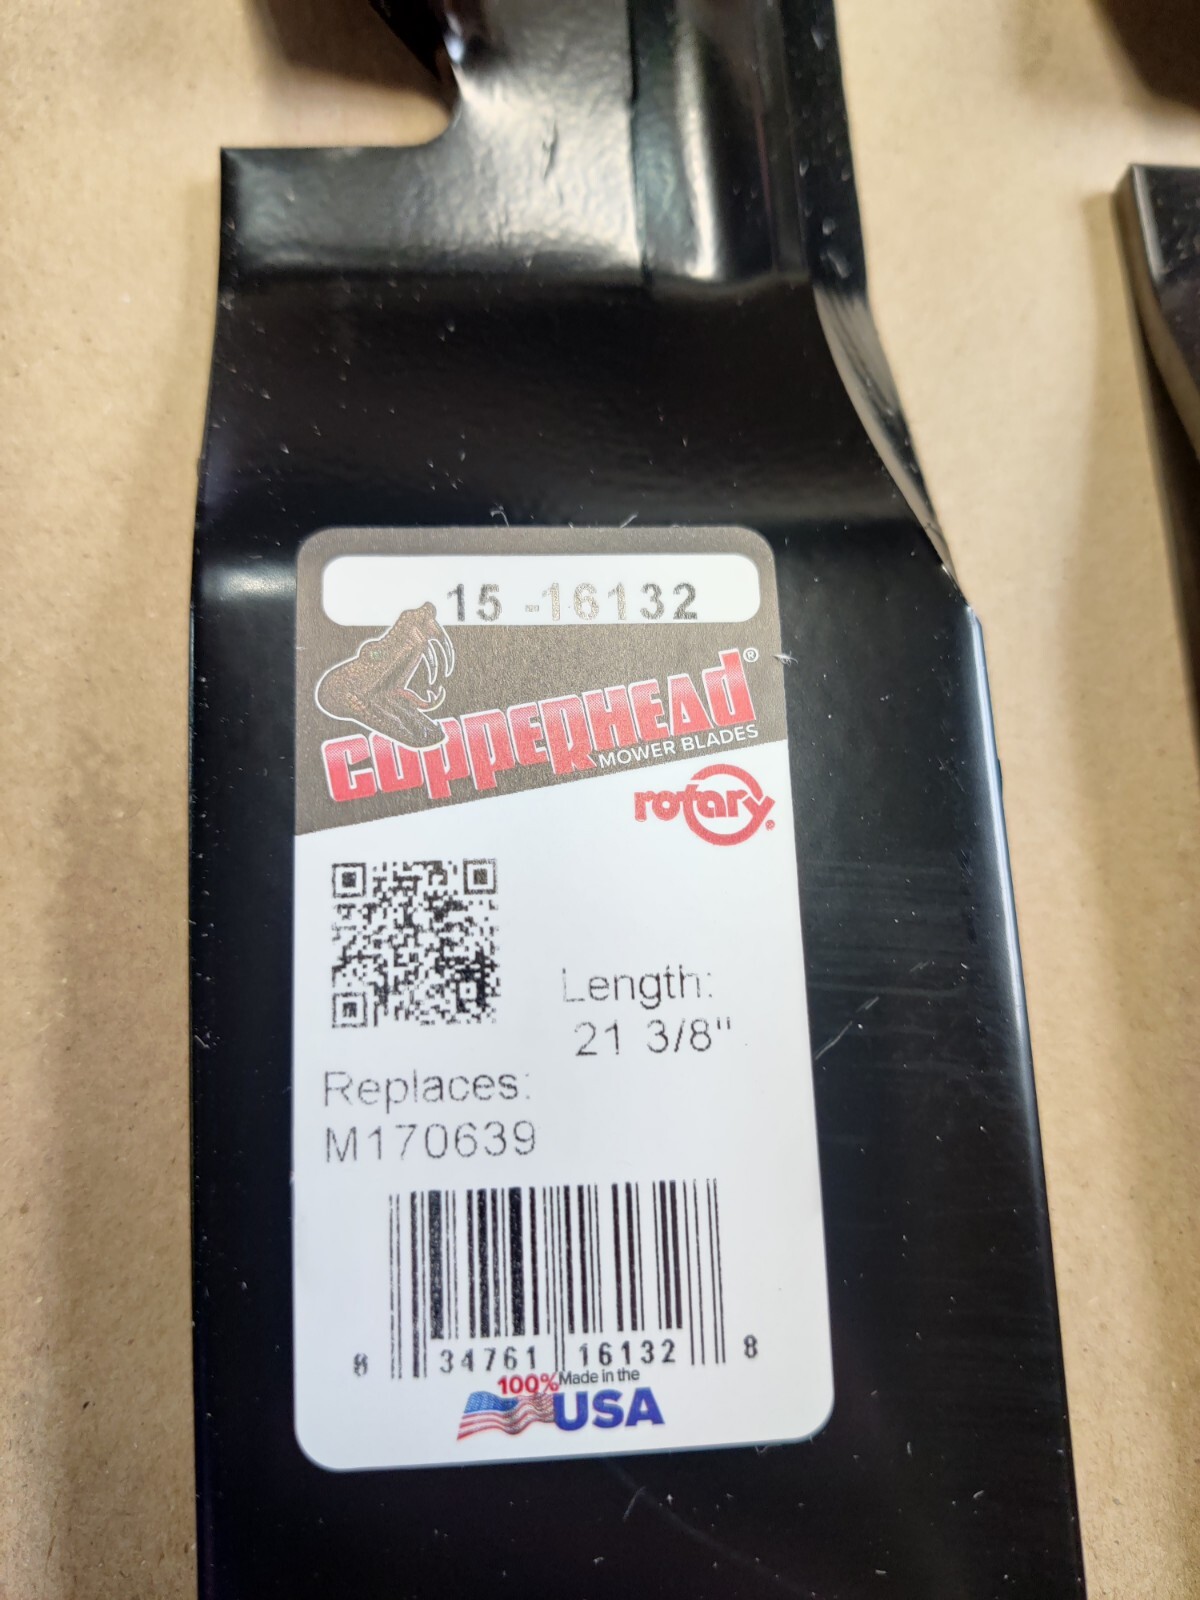 15 -16132
COPPERHEAD®
MOWER BLADES
rotary®
Length:
21 3/8"
Replaces:
M170639
8 34761 16132 8
100% Made in the
USA